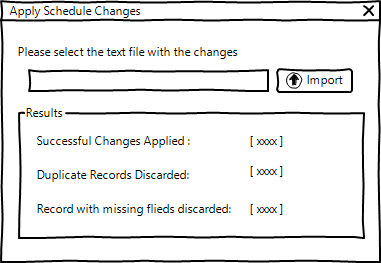 Apply Schedule Changes
Please select the text file with the changes
Import
Results
Successful Changes Applied : [ xxxx ]
Duplicate Records Discarded: [ xxxx ]
Record with missing flieds discarded: [ xxxx ]